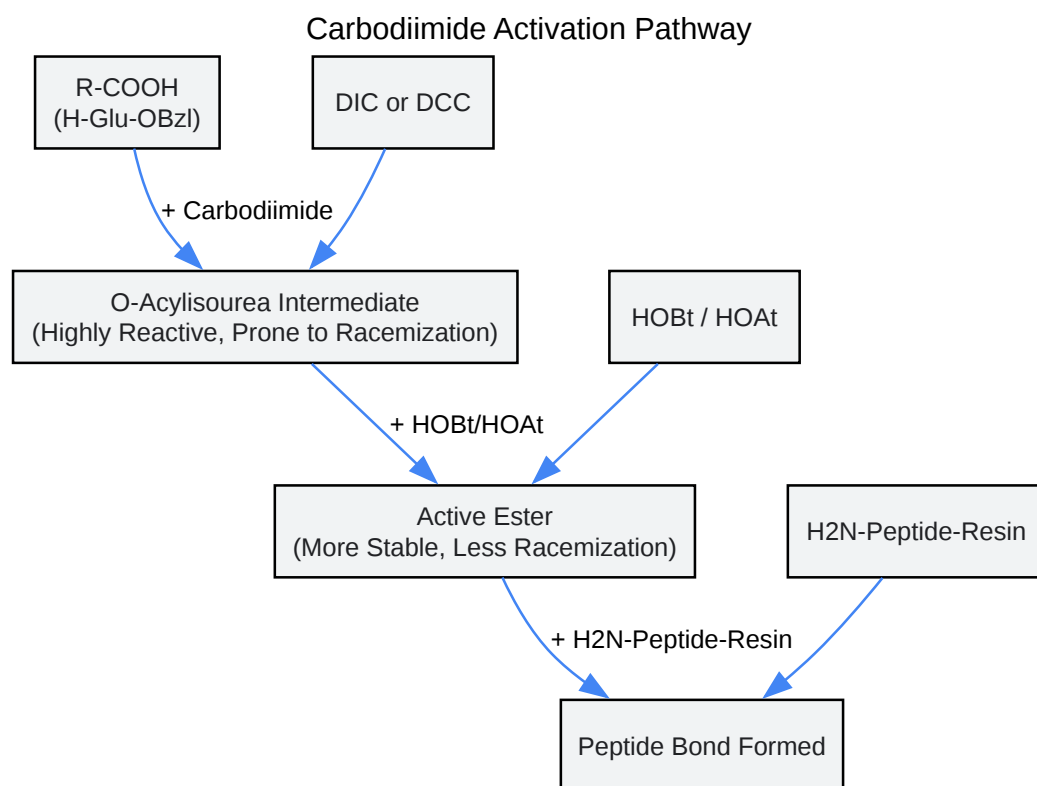 Carbodiimide Activation Pathway
R-COOH
(H-Glu-OBzl)
DIC or DCC
+ Carbodiimide
O-Acylisourea Intermediate
(Highly Reactive, Prone to Racemization)
HOBt / HOAt
+ HOBt/HOAt
Active Ester
(More Stable, Less Racemization)
H2N-Peptide-Resin
+ H2N-Peptide-Resin
Peptide Bond Formed